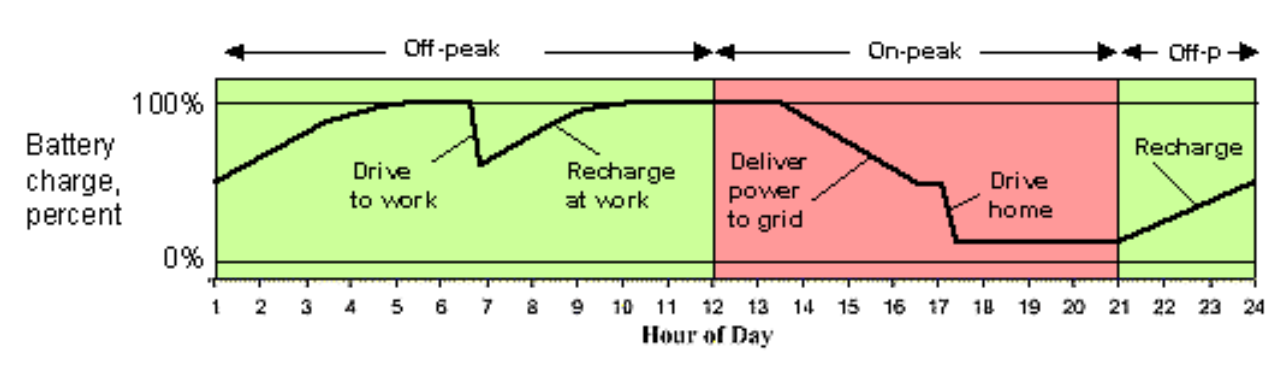 Off-peak
On-peak
Off-p
100%
Battery
charge,
percent
0%
Drive
to work
Recharge
at work
Deliver
power
to grid
Drive
home
Recharge
1 2 3 4 5 6 7 8 9 10 11 12 13 14 15 16 17 18 19 20 21 22 23 24
Hour of Day